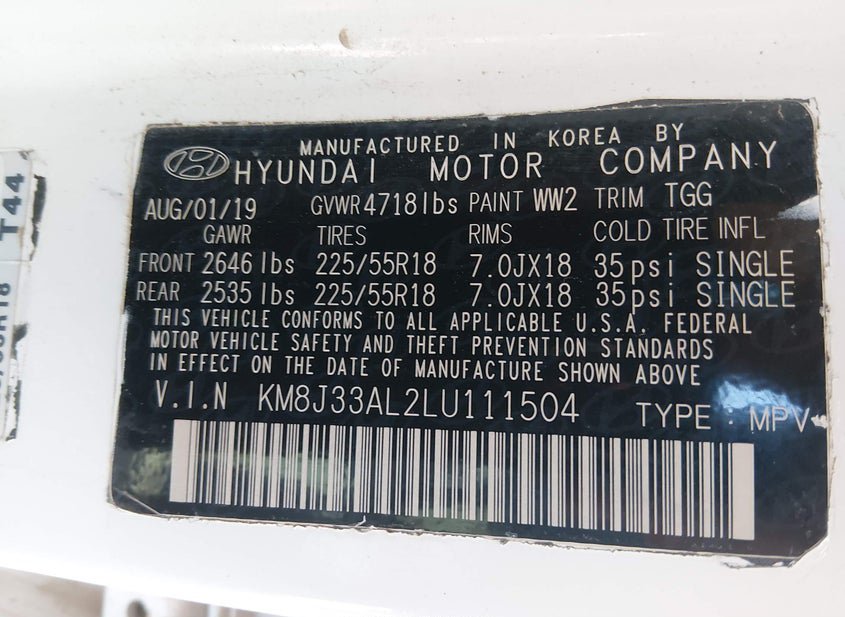 MANUFACTURED IN KOREA BY
HYUNDAI MOTOR COMPANY
AUG/01/19 GVWR 4718lbs PAINT WW2 TRIM TGG
GAWR TIRES RIMS COLD TIRE INFL
FRONT 2646 lbs 225/55R18 7.0JX18 35psi SINGLE
REAR 2535 lbs 225/55R18 7.0JX18 35psi SINGLE
THIS VEHICLE CONFORMS TO ALL APPLICABLE U.S.A. FEDERAL
MOTOR VEHICLE SAFETY AND THEFT PREVENTION STANDARDS
IN EFFECT ON THE DATE OF MANUFACTURE SHOWN ABOVE
V.I.N KM8J33AL2LU111504 TYPE : MPV
T44